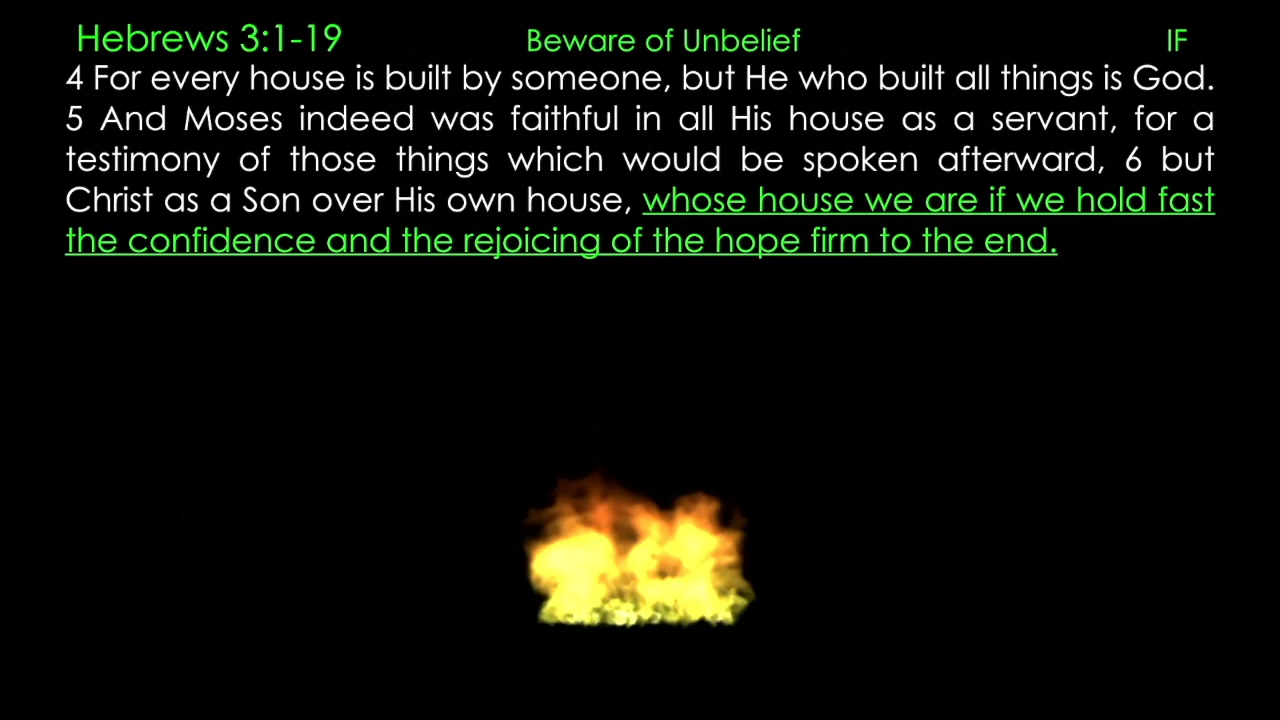 Hebrews 3:1-19 Beware of Unbelief IF
4 For every house is built by someone, but He who built all things is God.
5 And Moses indeed was faithful in all His house as a servant, for a
testimony of those things which would be spoken afterward, 6 but
Christ as a Son over His own house, whose house we are if we hold fast
the confidence and the rejoicing of the hope firm to the end.